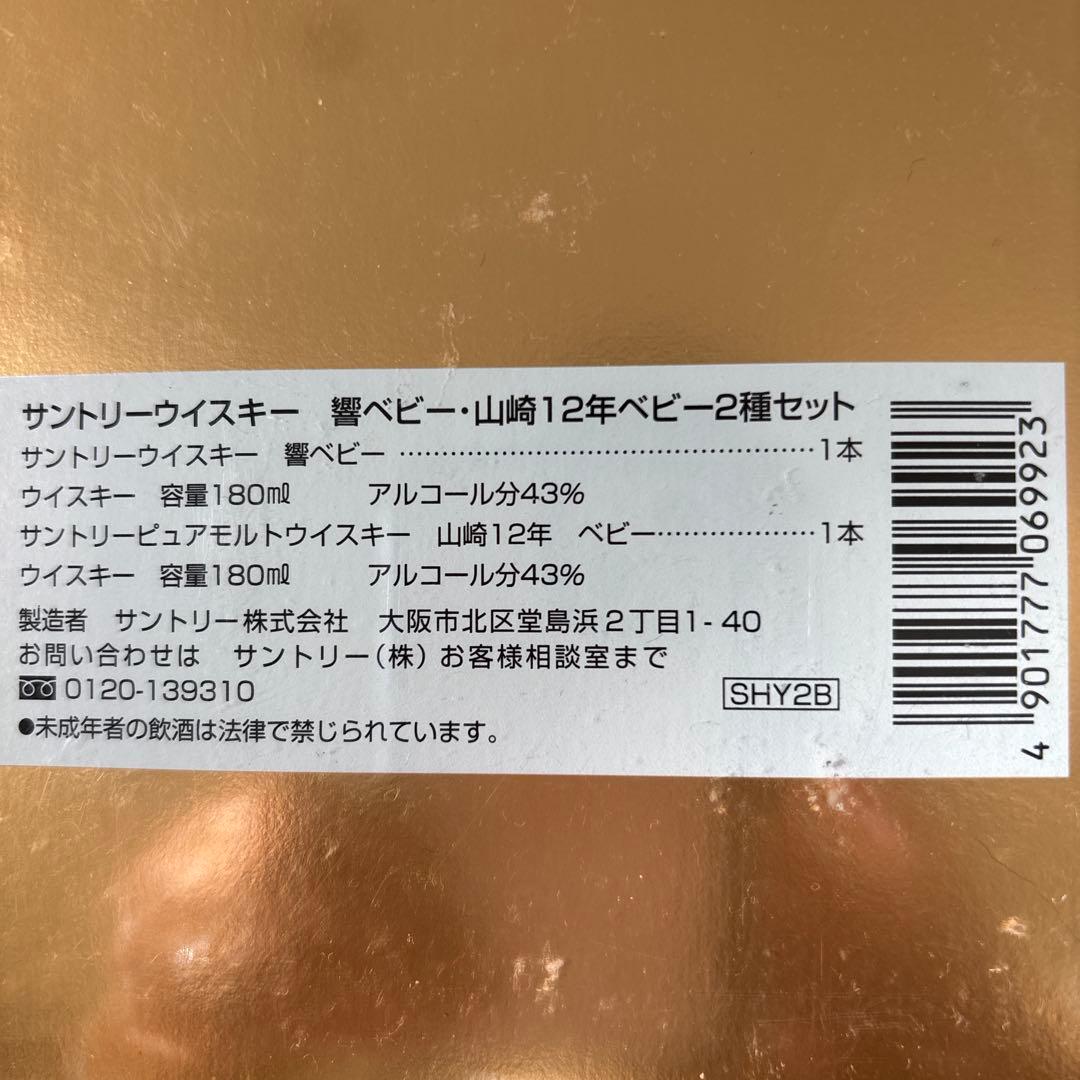 サントリーウイスキー　響ベビー・山崎12年ベビー2種セット
サントリーウイスキー　響ベビー ………………………………………… 1本
ウイスキー　容量180㎖　　アルコール分43%
サントリーピュアモルトウイスキー　山崎12年　ベビー……………… 1本
ウイスキー　容量180㎖　　アルコール分43%
製造者　サントリー株式会社　大阪市北区堂島浜2丁目1-40
お問い合わせは　サントリー(株) お客様相談室まで
0120-139310
SHY2B
●未成年者の飲酒は法律で禁じられています。
4 901777 069923